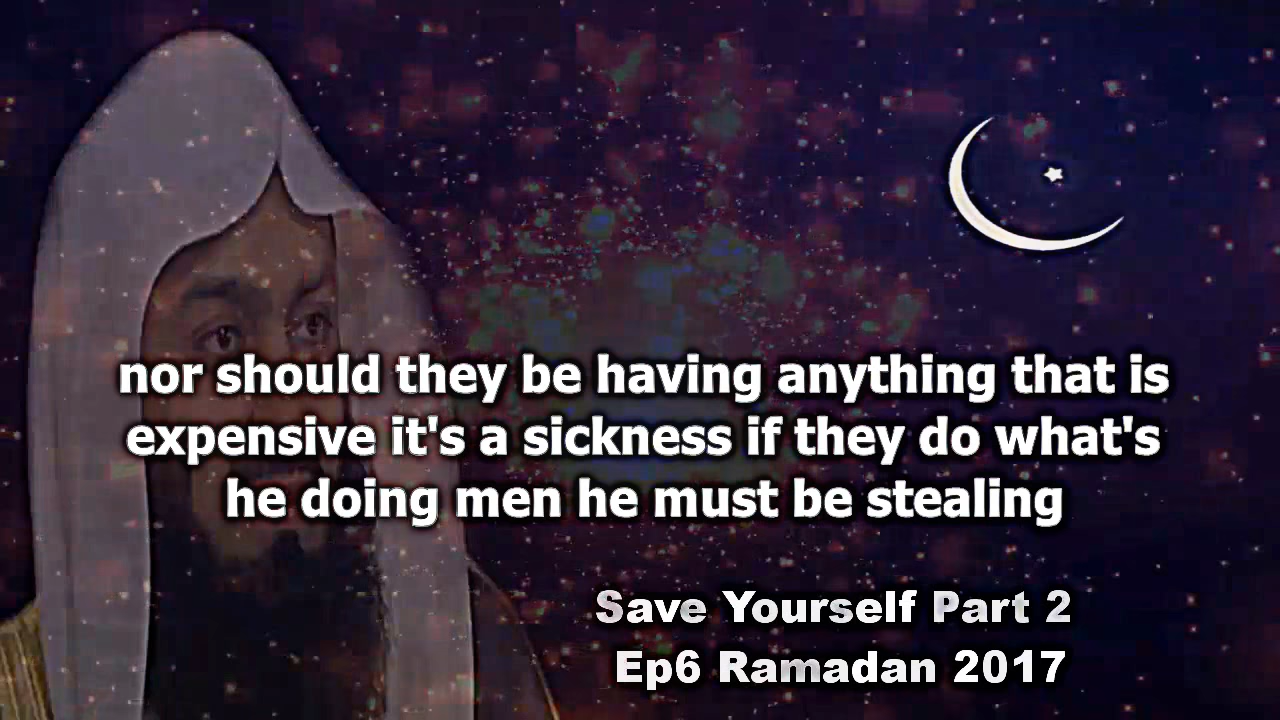 nor should they be having anything that is
expensive it's a sickness if they do what's
he doing men he must be stealing
Save Yourself Part 2
Ep6 Ramadan 2017